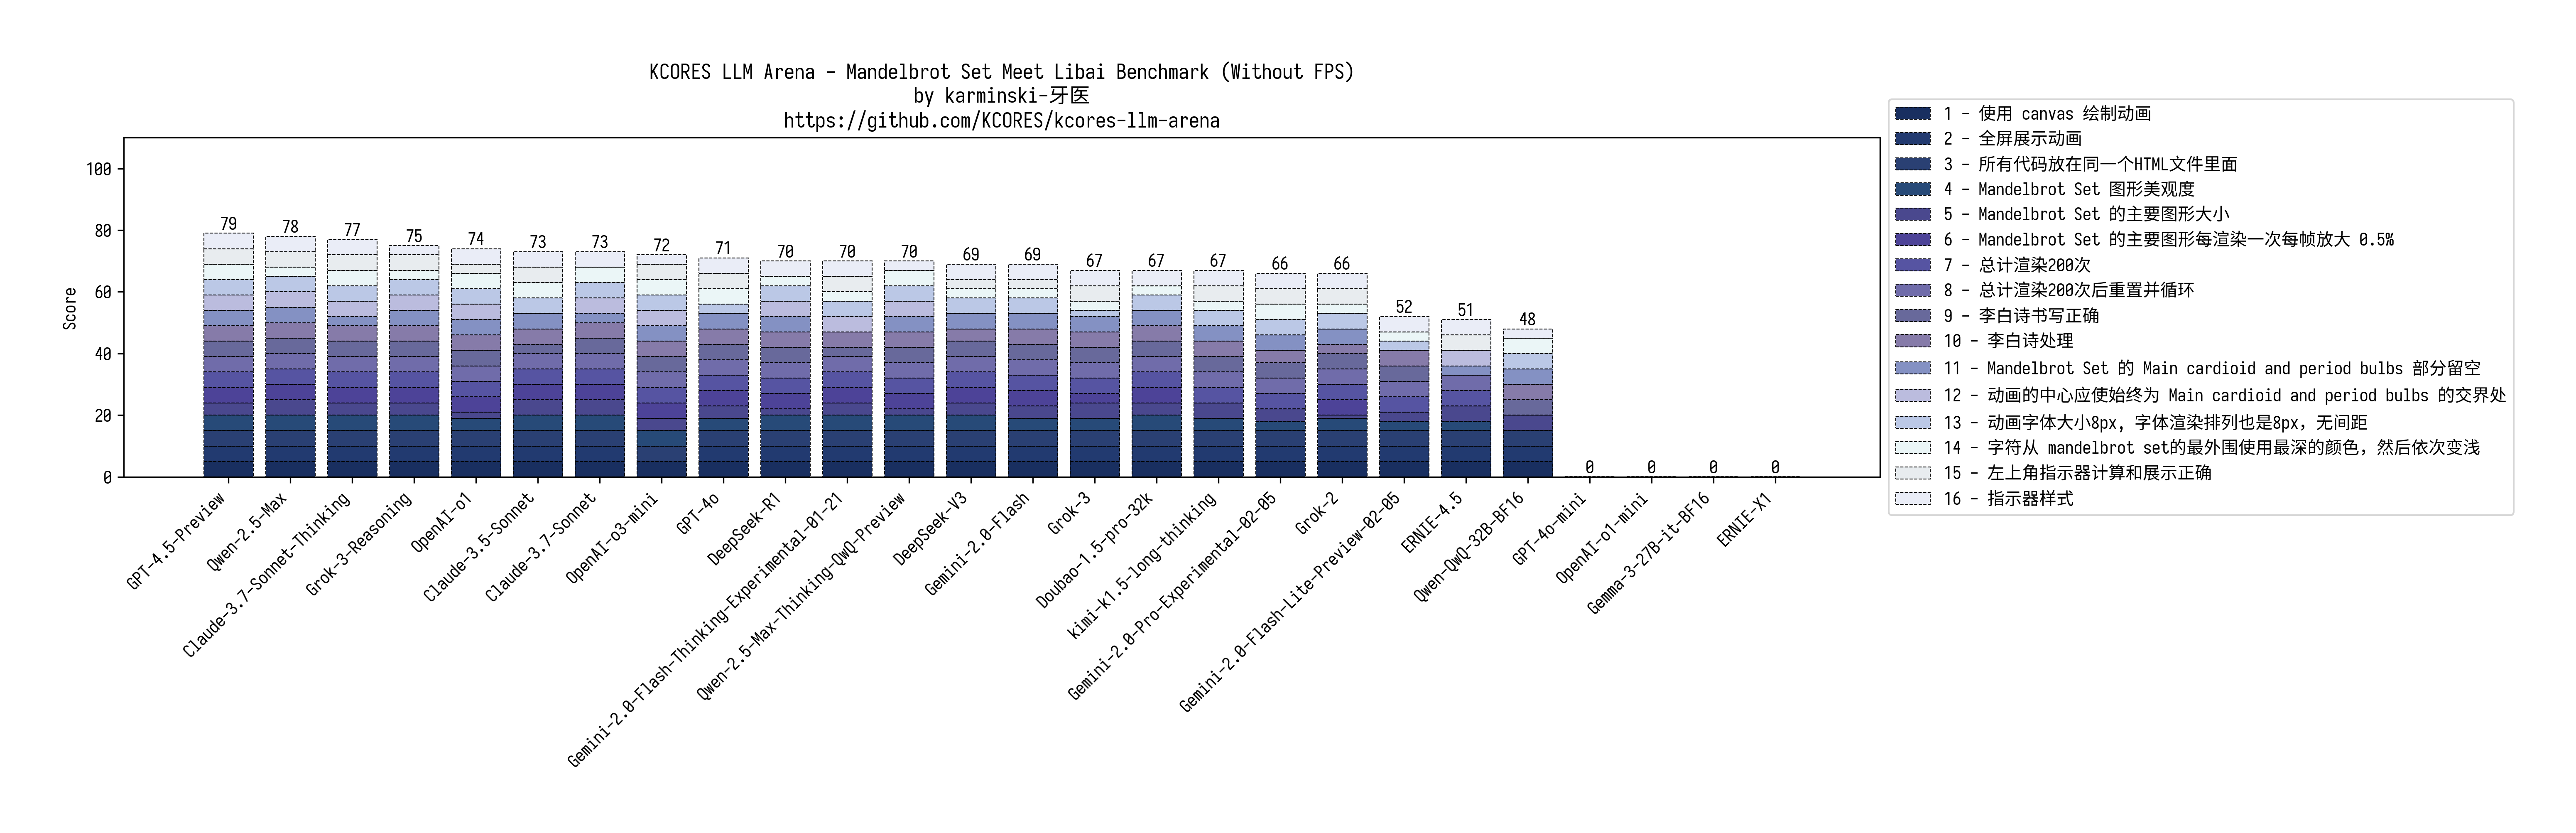 KCORES LLM Arena - Mandelbrot Set Meet Libai Benchmark (Without FPS)
by karminski-牙医
https://github.com/KCORES/kcores-llm-arena
Score
100
80
60
40
20
0
79
78
77
75
74
73
73
72
71
70
70
70
69
69
67
67
67
66
66
52
51
48
0
0
0
0
GPT-4.5-Preview
Qwen-2.5-Max
Claude-3.7-Sonnet-Thinking
Grok-3-Reasoning
OpenAI-o1
Claude-3.5-Sonnet
Claude-3.7-Sonnet
OpenAI-o3-mini
GPT-4o
DeepSeek-R1
Gemini-2.0-Flash-Thinking-Experimental-01-21
Qwen-2.5-Max-Thinking-QwQ-Preview
DeepSeek-V3
Gemini-2.0-Flash
Grok-3
Doubao-1.5-pro-32k
kimi-k1.5-long-thinking
Gemini-2.0-Pro-Experimental-02-05
Grok-2
Gemini-2.0-Flash-Lite-Preview-02-05
ERNIE-4.5
Qwen-QwQ-32B-BF16
GPT-4o-mini
OpenAI-o1-mini
Gemma-3-27B-it-BF16
ERNIE-X1
1 - 使用 canvas 绘制动画
2 - 全屏展示动画
3 - 所有代码放在同一个HTML文件里面
4 - Mandelbrot Set 图形美观度
5 - Mandelbrot Set 的主要图形大小
6 - Mandelbrot Set 的主要图形每渲染一次每帧放大 0.5%
7 - 总计渲染200次
8 - 总计渲染200次后重置并循环
9 - 李白诗书写正确
10 - 李白诗处理
11 - Mandelbrot Set 的 Main cardioid and period bulbs 部分留空
12 - 动画的中心应使始终为 Main cardioid and period bulbs 的交界处
13 - 动画字体大小8px, 字体渲染排列也是8px，无间距
14 - 字符从 mandelbrot set的最外围使用最深的颜色，然后依次变浅
15 - 左上角指示器计算和展示正确
16 - 指示器样式